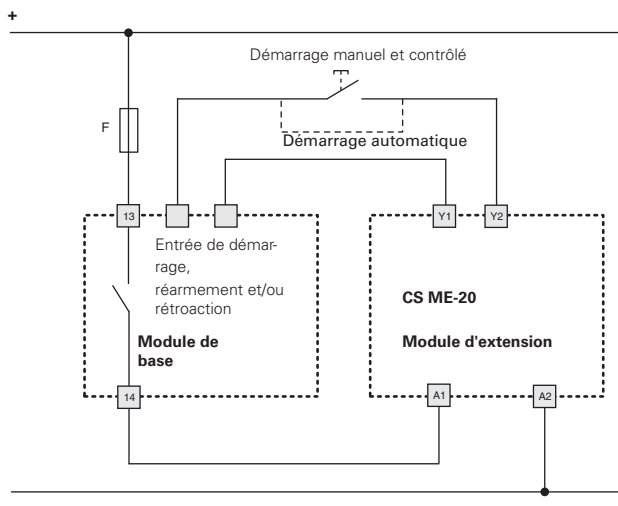 +
Démarrage manuel et contrôlé
F
Démarrage automatique
13
Y1
Y2
Entrée de démar-
rage,
réarmement et/ou
rétroaction
CS ME-20
Module de
base
Module d'extension
14
A1
A2